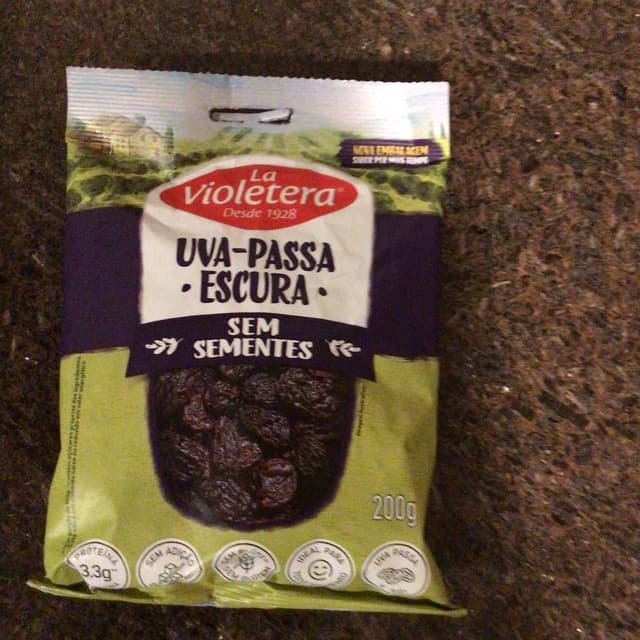 NOVA EMBALAGEM
La
violetera®
Desde 1928
UVA-PASSA
• ESCURA •
SEM
SEMENTES
200g
PROTEÍNA
3,3g
SEM ADIÇÃO
SEM
IDEAL PARA
UVA PASSA